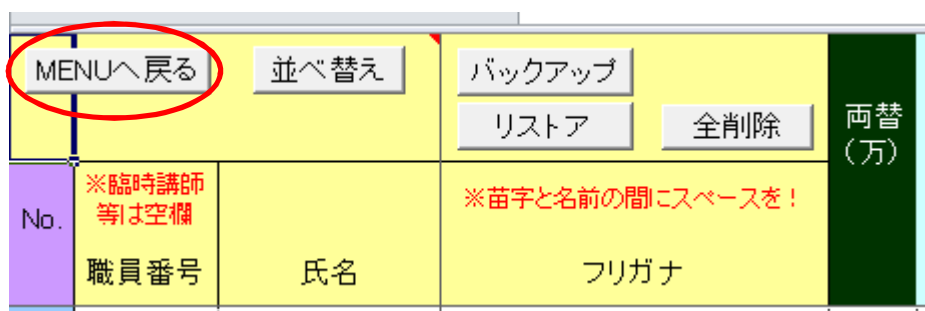 MENUへ戻る
並べ替え
バックアップ
リストア
全削除
両替
(万)
No.
※臨時講師
等は空欄
職員番号
氏名
※苗字と名前の間にスペースを!
フリガナ